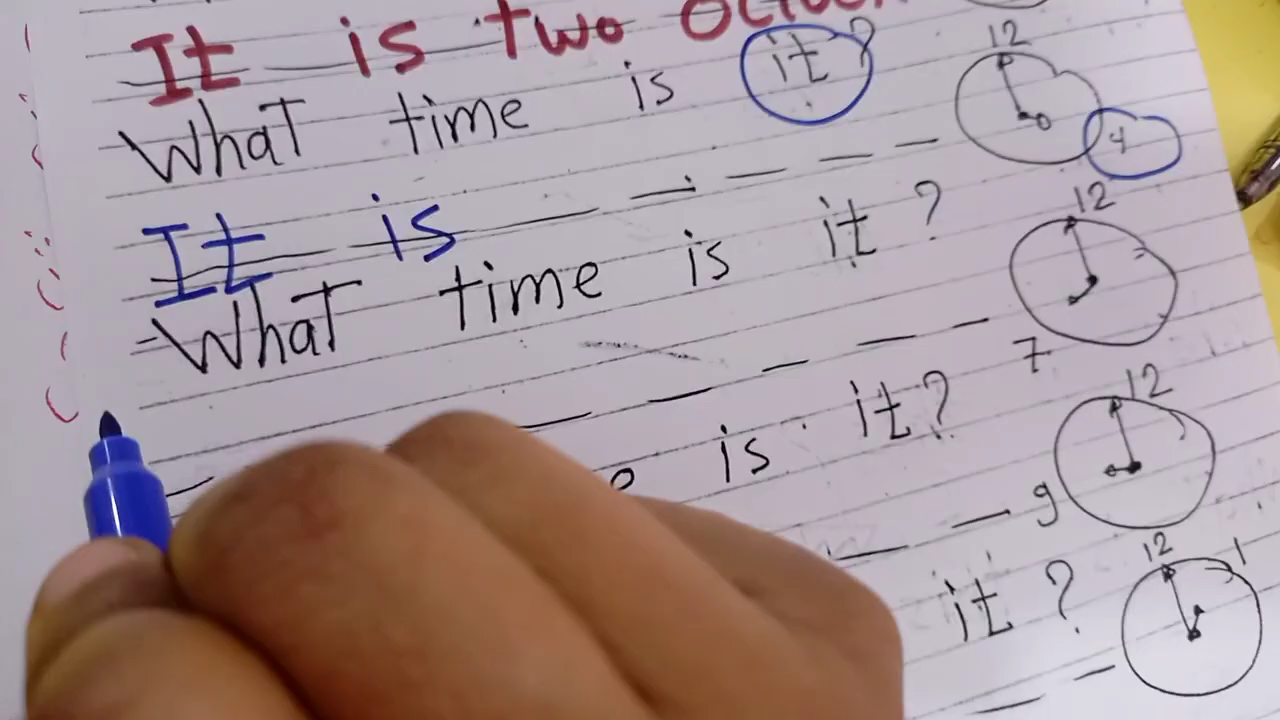 It is two
12
What time is it?
4
It is
12
What time is it?
7
12
is it?
9
12 1
it?